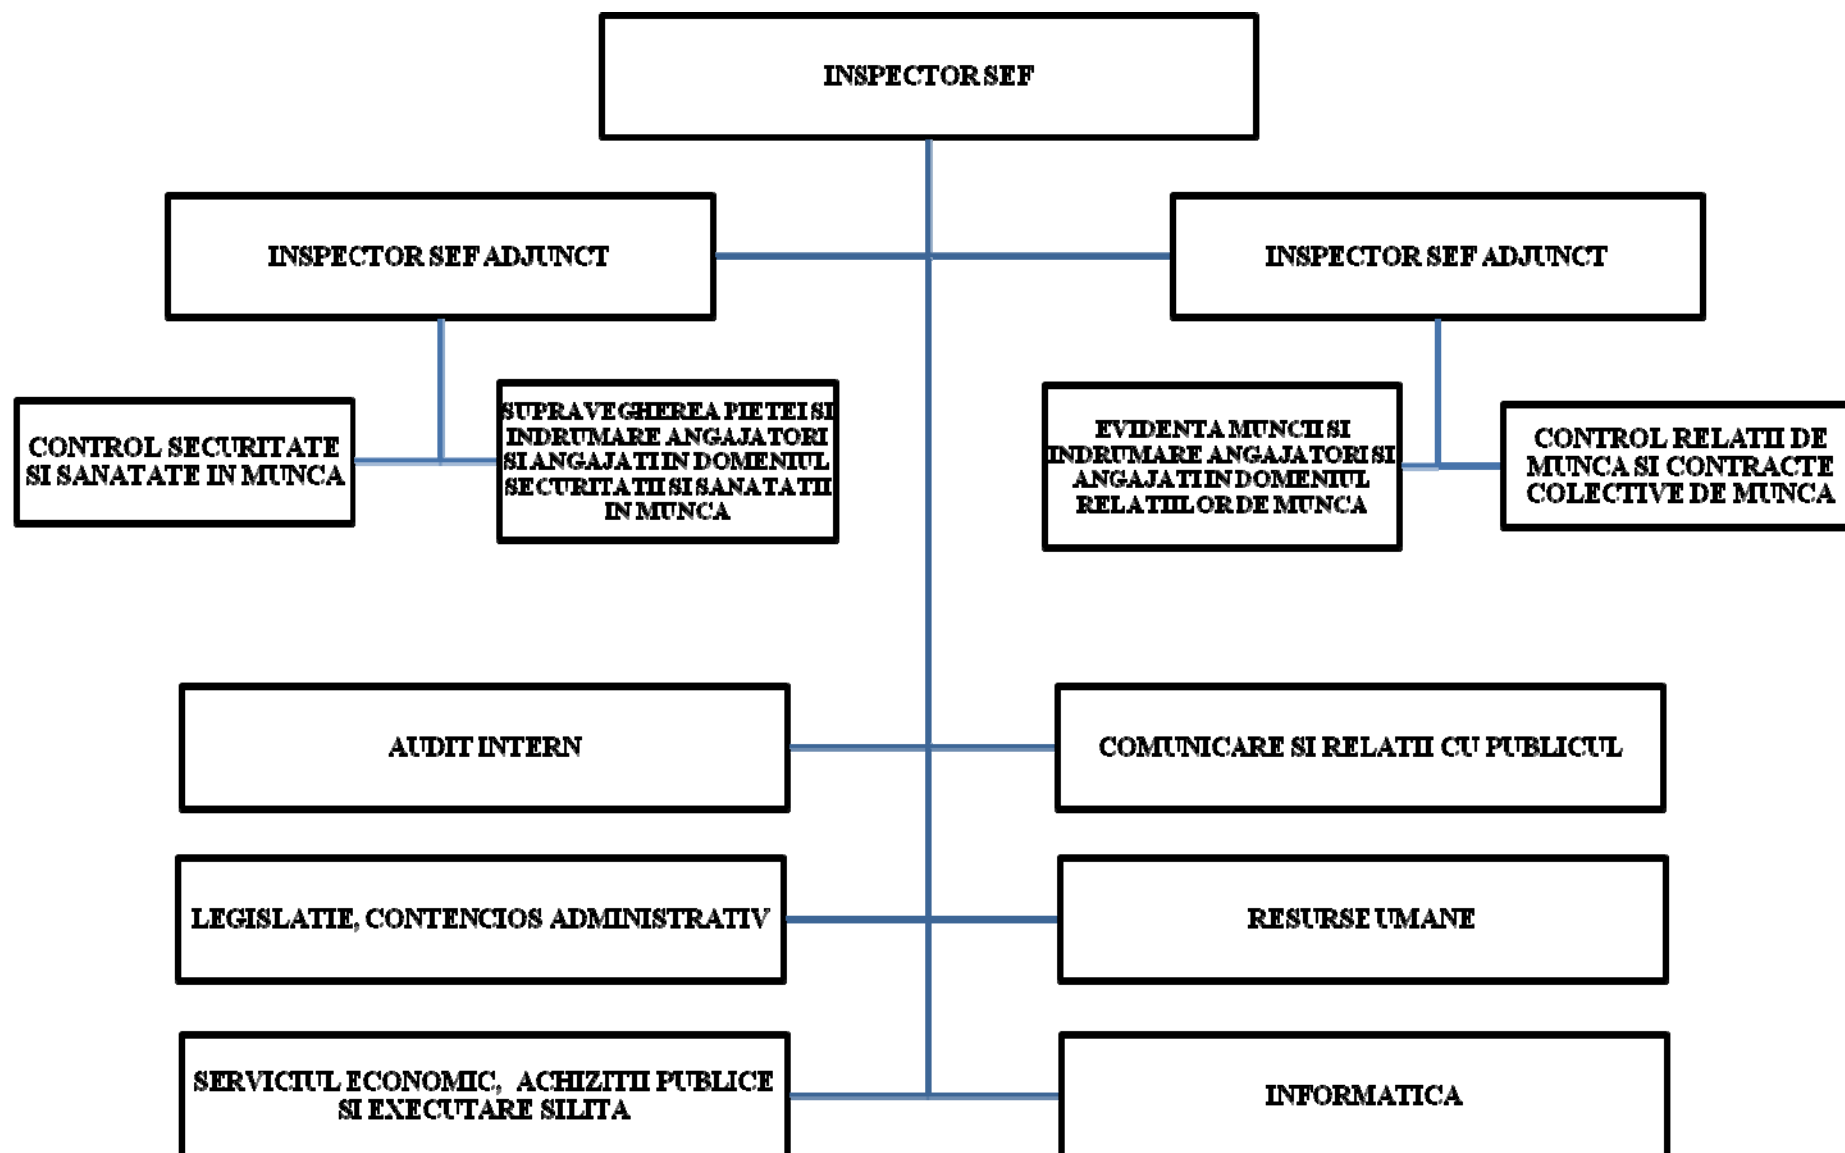 INSPECTOR SEF
INSPECTOR SEF ADJUNCT
INSPECTOR SEF ADJUNCT
CONTROL SECURITATE
SI SANATATE IN MUNCA
SUPRAVEGHEREA PIETEI SI
INDRUMARE ANGAJATORI
SI ANGAJATI IN DOMENIUL
SECURITATII SI SANATATII
IN MUNCA
EVIDENTA MUNCII SI
INDRUMARE ANGAJATORI SI
ANGAJATI IN DOMENIUL
RELATIILOR DE MUNCA
CONTROL RELATII DE
MUNCA SI CONTRACTE
COLECTIVE DE MUNCA
AUDIT INTERN
COMUNICARE SI RELATII CU PUBLICUL
LEGISLATIE, CONTENCIOS ADMINISTRATIV
RESURSE UMANE
SERVICIUL ECONOMIC, ACHIZITII PUBLICE
SI EXECUTARE SILITA
INFORMATICA